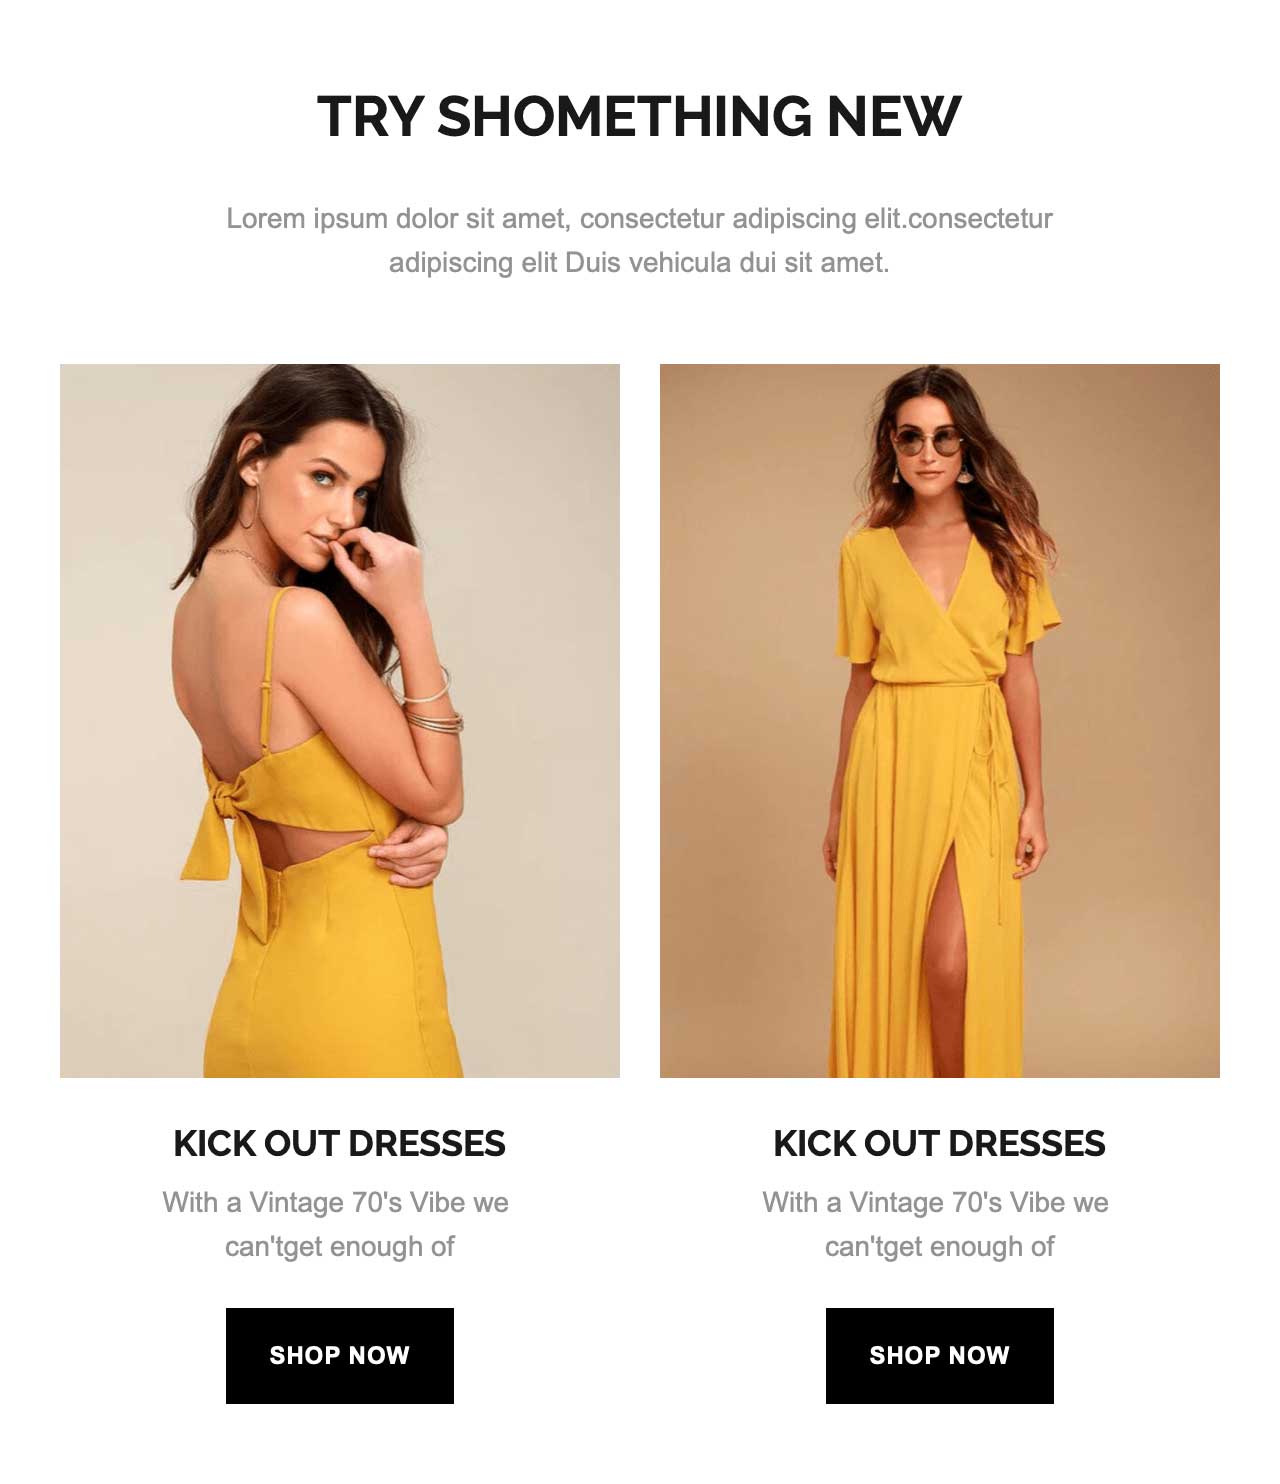 TRY SHOMETHING NEW
Lorem ipsum dolor sit amet, consectetur adipiscing elit.consectetur
adipiscing elit Duis vehicula dui sit amet.
KICK OUT DRESSES
With a Vintage 70's Vibe we
can'tget enough of
SHOP NOW
KICK OUT DRESSES
With a Vintage 70's Vibe we
can'tget enough of
SHOP NOW